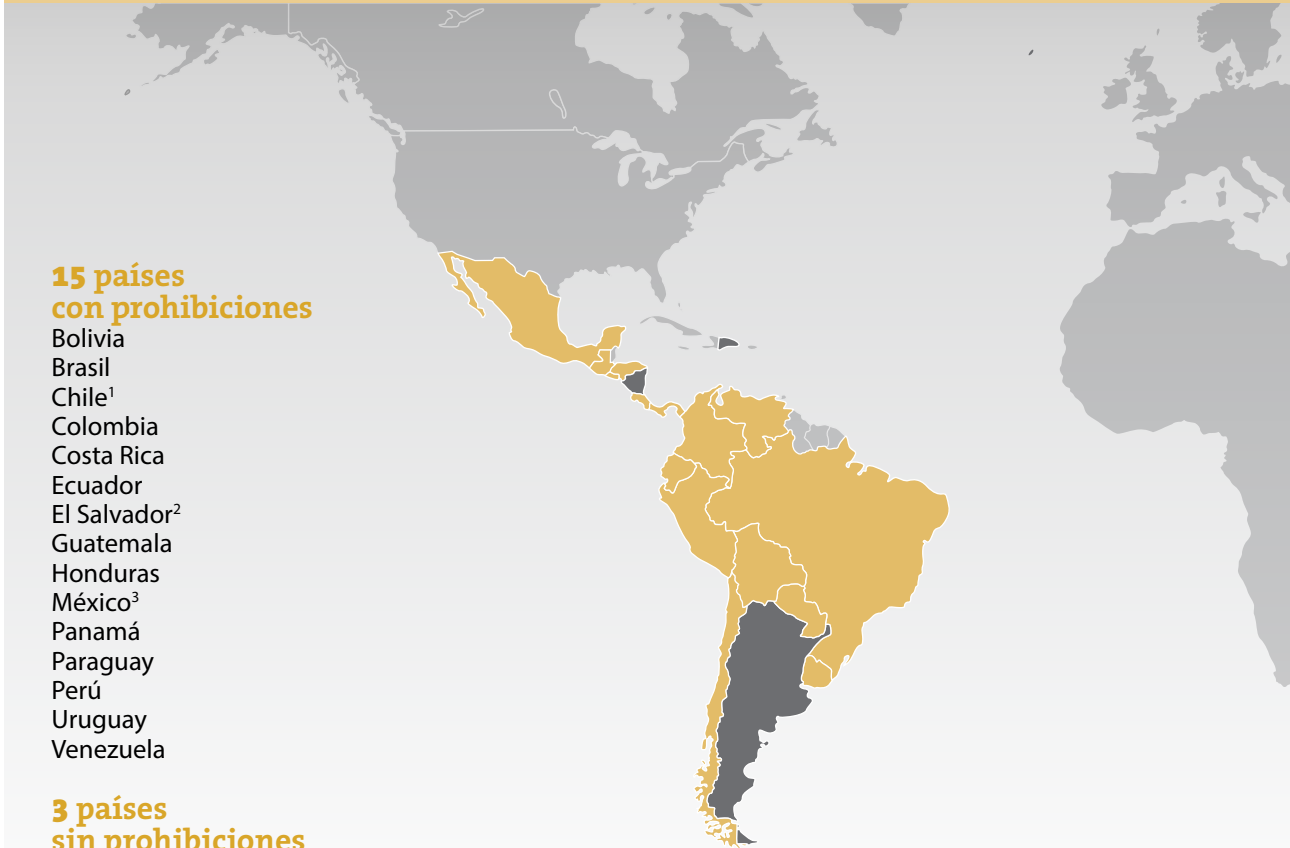 15 países
con prohibiciones
Bolivia
Brasil
Chile¹
Colombia
Costa Rica
Ecuador
El Salvador²
Guatemala
Honduras
México³
Panamá
Paraguay
Perú
Uruguay
Venezuela
3 países
sin prohibiciones